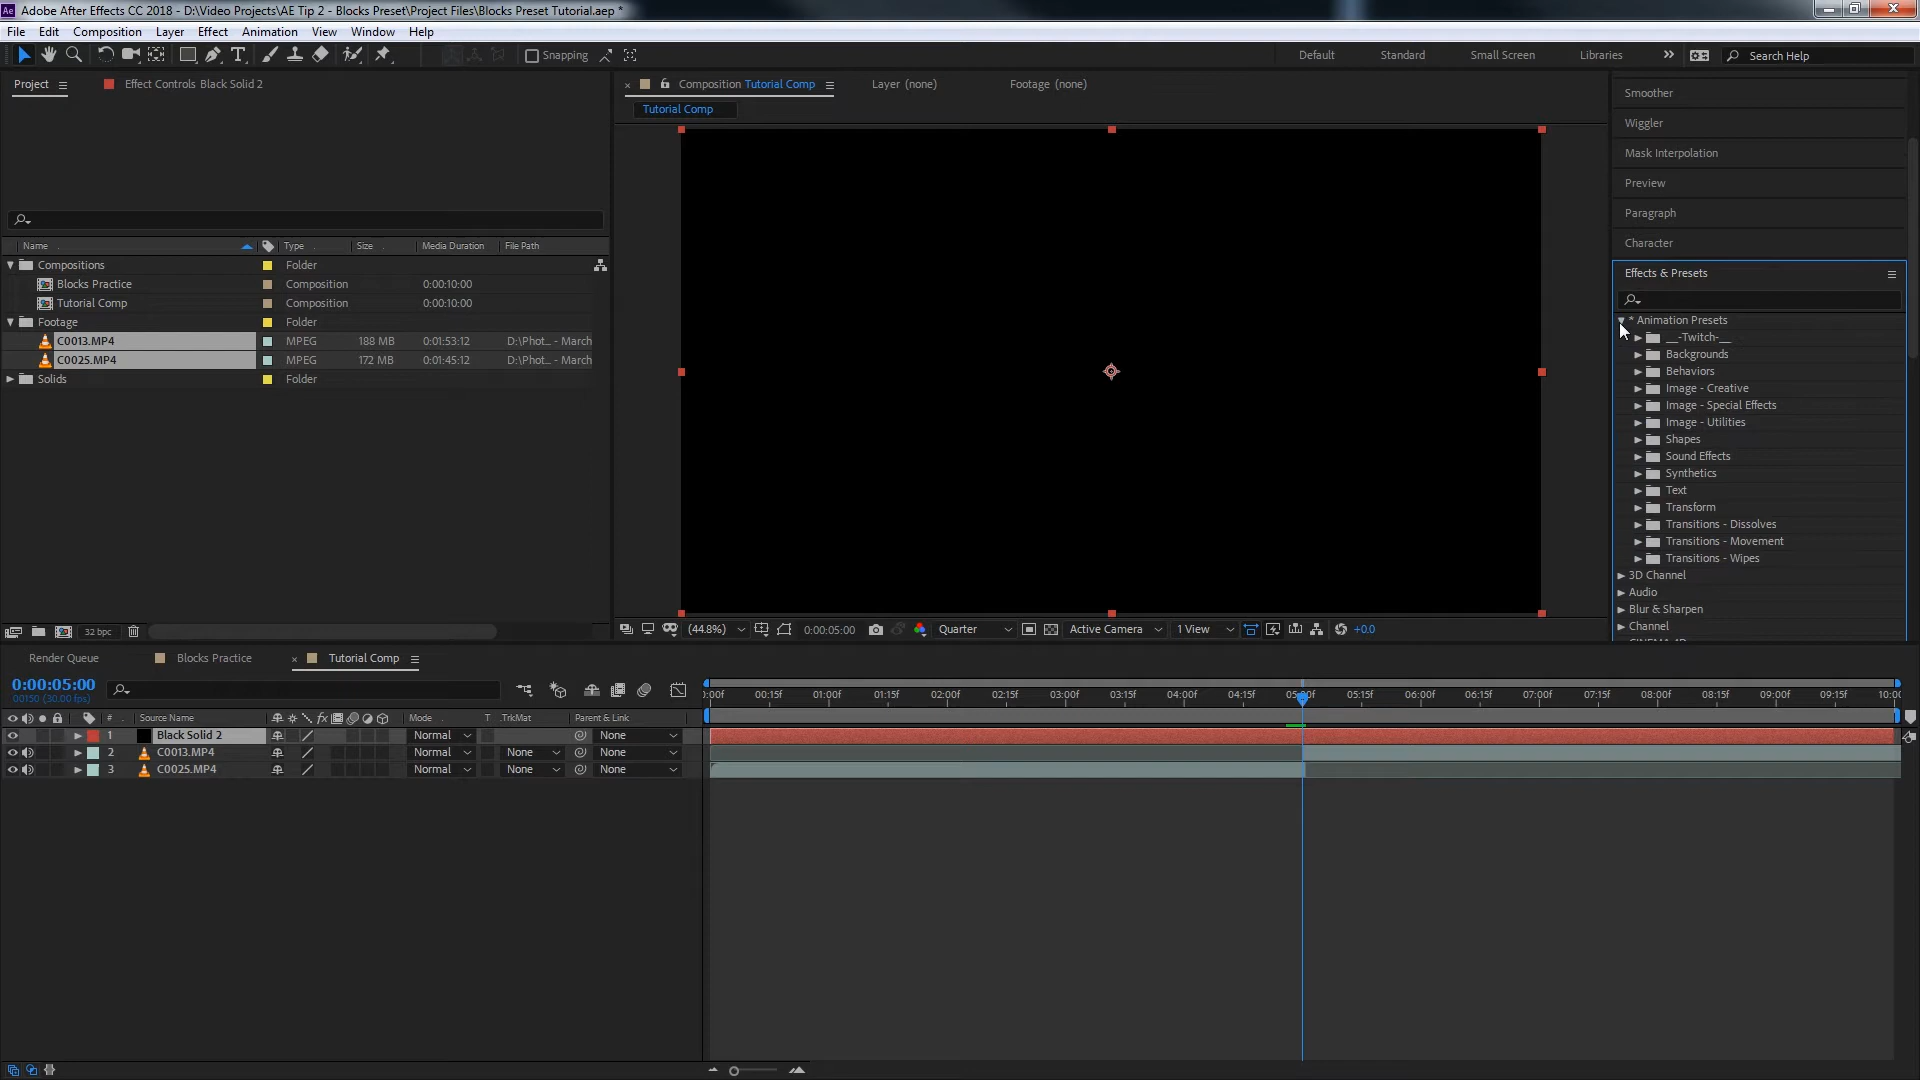 Adobe After Effects CC 2018 - D:\Video Projects\AE Tip 2 - Blocks Preset\Project Files\Blocks Preset Tutorial.aep *
File Edit Composition Layer Effect Animation View Window Help
Snapping Default Standard Small Screen Libraries Search Help
Project Effect Controls Black Solid 2
Name Type Size Media Duration File Path
Compositions Folder
Blocks Practice Composition 0:00:10:00
Tutorial Comp Composition 0:00:10:00
Footage Folder
C0013.MP4 MPEG 188 MB 0:01:53:12 D:\Phot... - March
C0025.MP4 MPEG 172 MB 0:01:45:12 D:\Phot... - March
Solids Folder
32 bpc
Composition Tutorial Comp Layer (none) Footage (none)
Tutorial Comp
(44.8%) 0:00:05:00 Quarter Active Camera 1 View +0.0
Smoother
Wiggler
Mask Interpolation
Preview
Paragraph
Character
Effects & Presets
* Animation Presets
__-Twitch-__
Backgrounds
Behaviors
Image - Creative
Image - Special Effects
Image - Utilities
Shapes
Sound Effects
Synthetics
Text
Transform
Transitions - Dissolves
Transitions - Movement
Transitions - Wipes
3D Channel
Audio
Blur & Sharpen
Channel
Render Queue Blocks Practice Tutorial Comp
0:00:05:00
00150 (30.00 fps)
# Source Name fx Mode T .TrkMat Parent & Link
1 Black Solid 2 Normal None
2 C0013.MP4 Normal None None
3 C0025.MP4 Normal None None
:00f 00:15f 01:00f 01:15f 02:00f 02:15f 03:00f 03:15f 04:00f 04:15f 05:15f 06:00f 06:15f 07:00f 07:15f 08:00f 08:15f 09:00f 09:15f 10:00